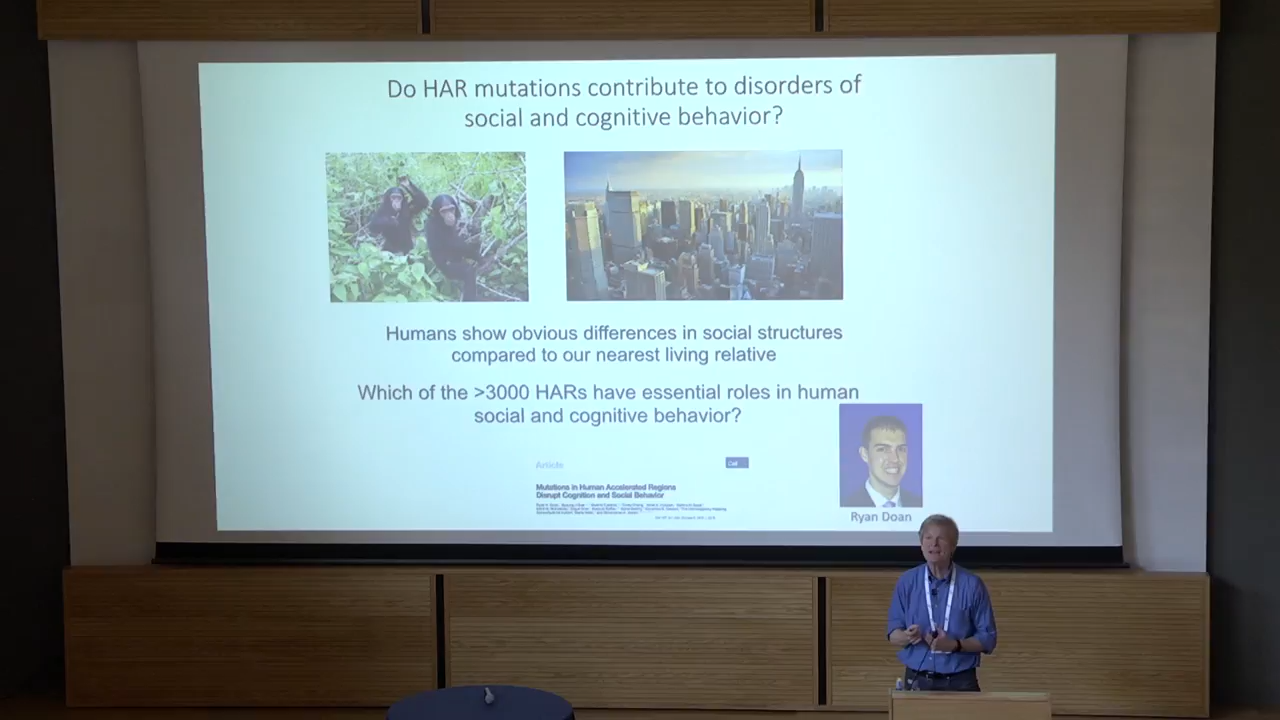 Do HAR mutations contribute to disorders of
social and cognitive behavior?
Humans show obvious differences in social structures
compared to our nearest living relative
Which of the >3000 HARs have essential roles in human
social and cognitive behavior?
Article
Cell
Mutations in Human Accelerated Regions
Disrupt Cognition and Social Behavior
Ryan Doan